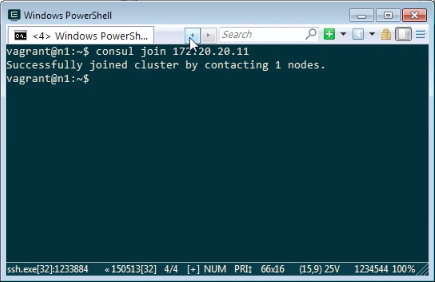 Windows PowerShell
<4> Windows PowerSh...
Search
vagrant@n1:~$ consul join 172.20.20.11
Successfully joined cluster by contacting 1 nodes.
vagrant@n1:~$
ssh.exe[32]:1233884 «150513[32] 4/4 [+] NUM PRI↕ 66x16 (15,9) 25V 1234544 100%